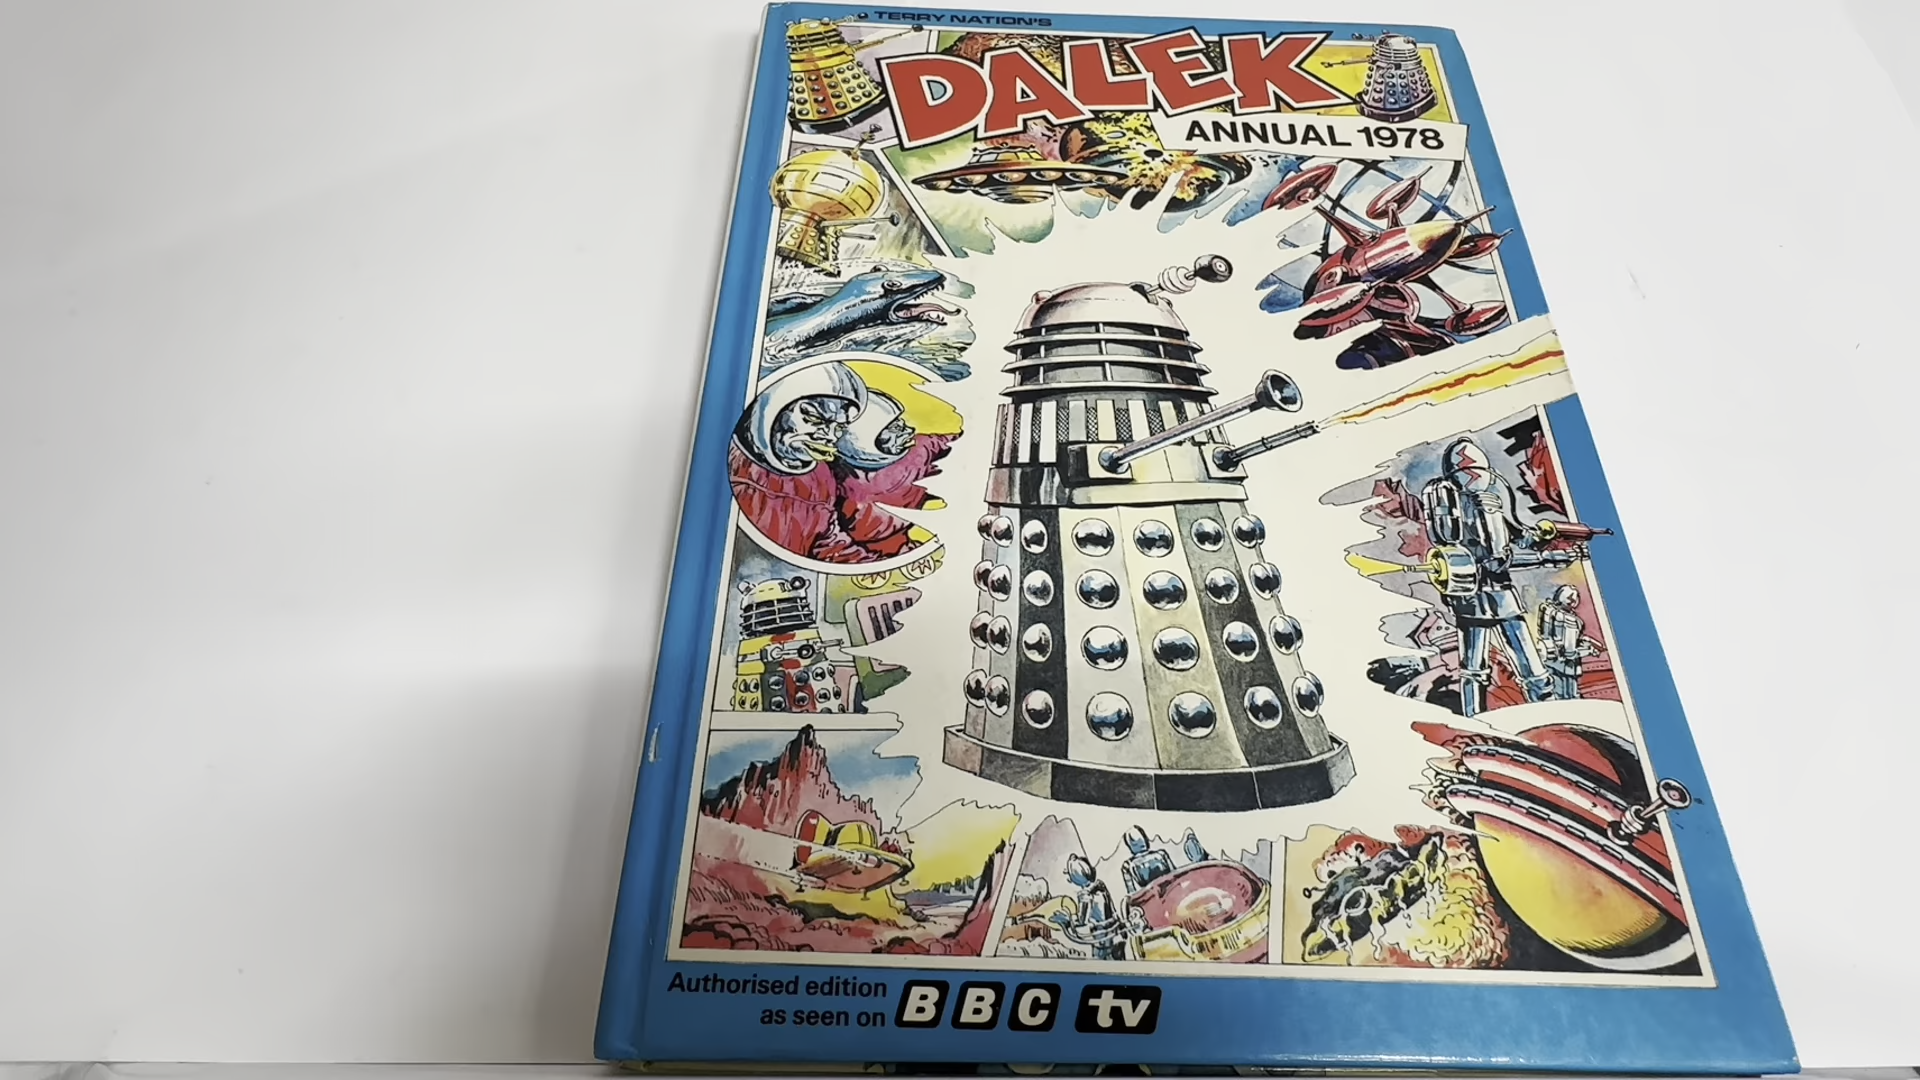 TERRY NATION'S
DALEK
ANNUAL 1978
Authorised edition
as seen on BBC tv